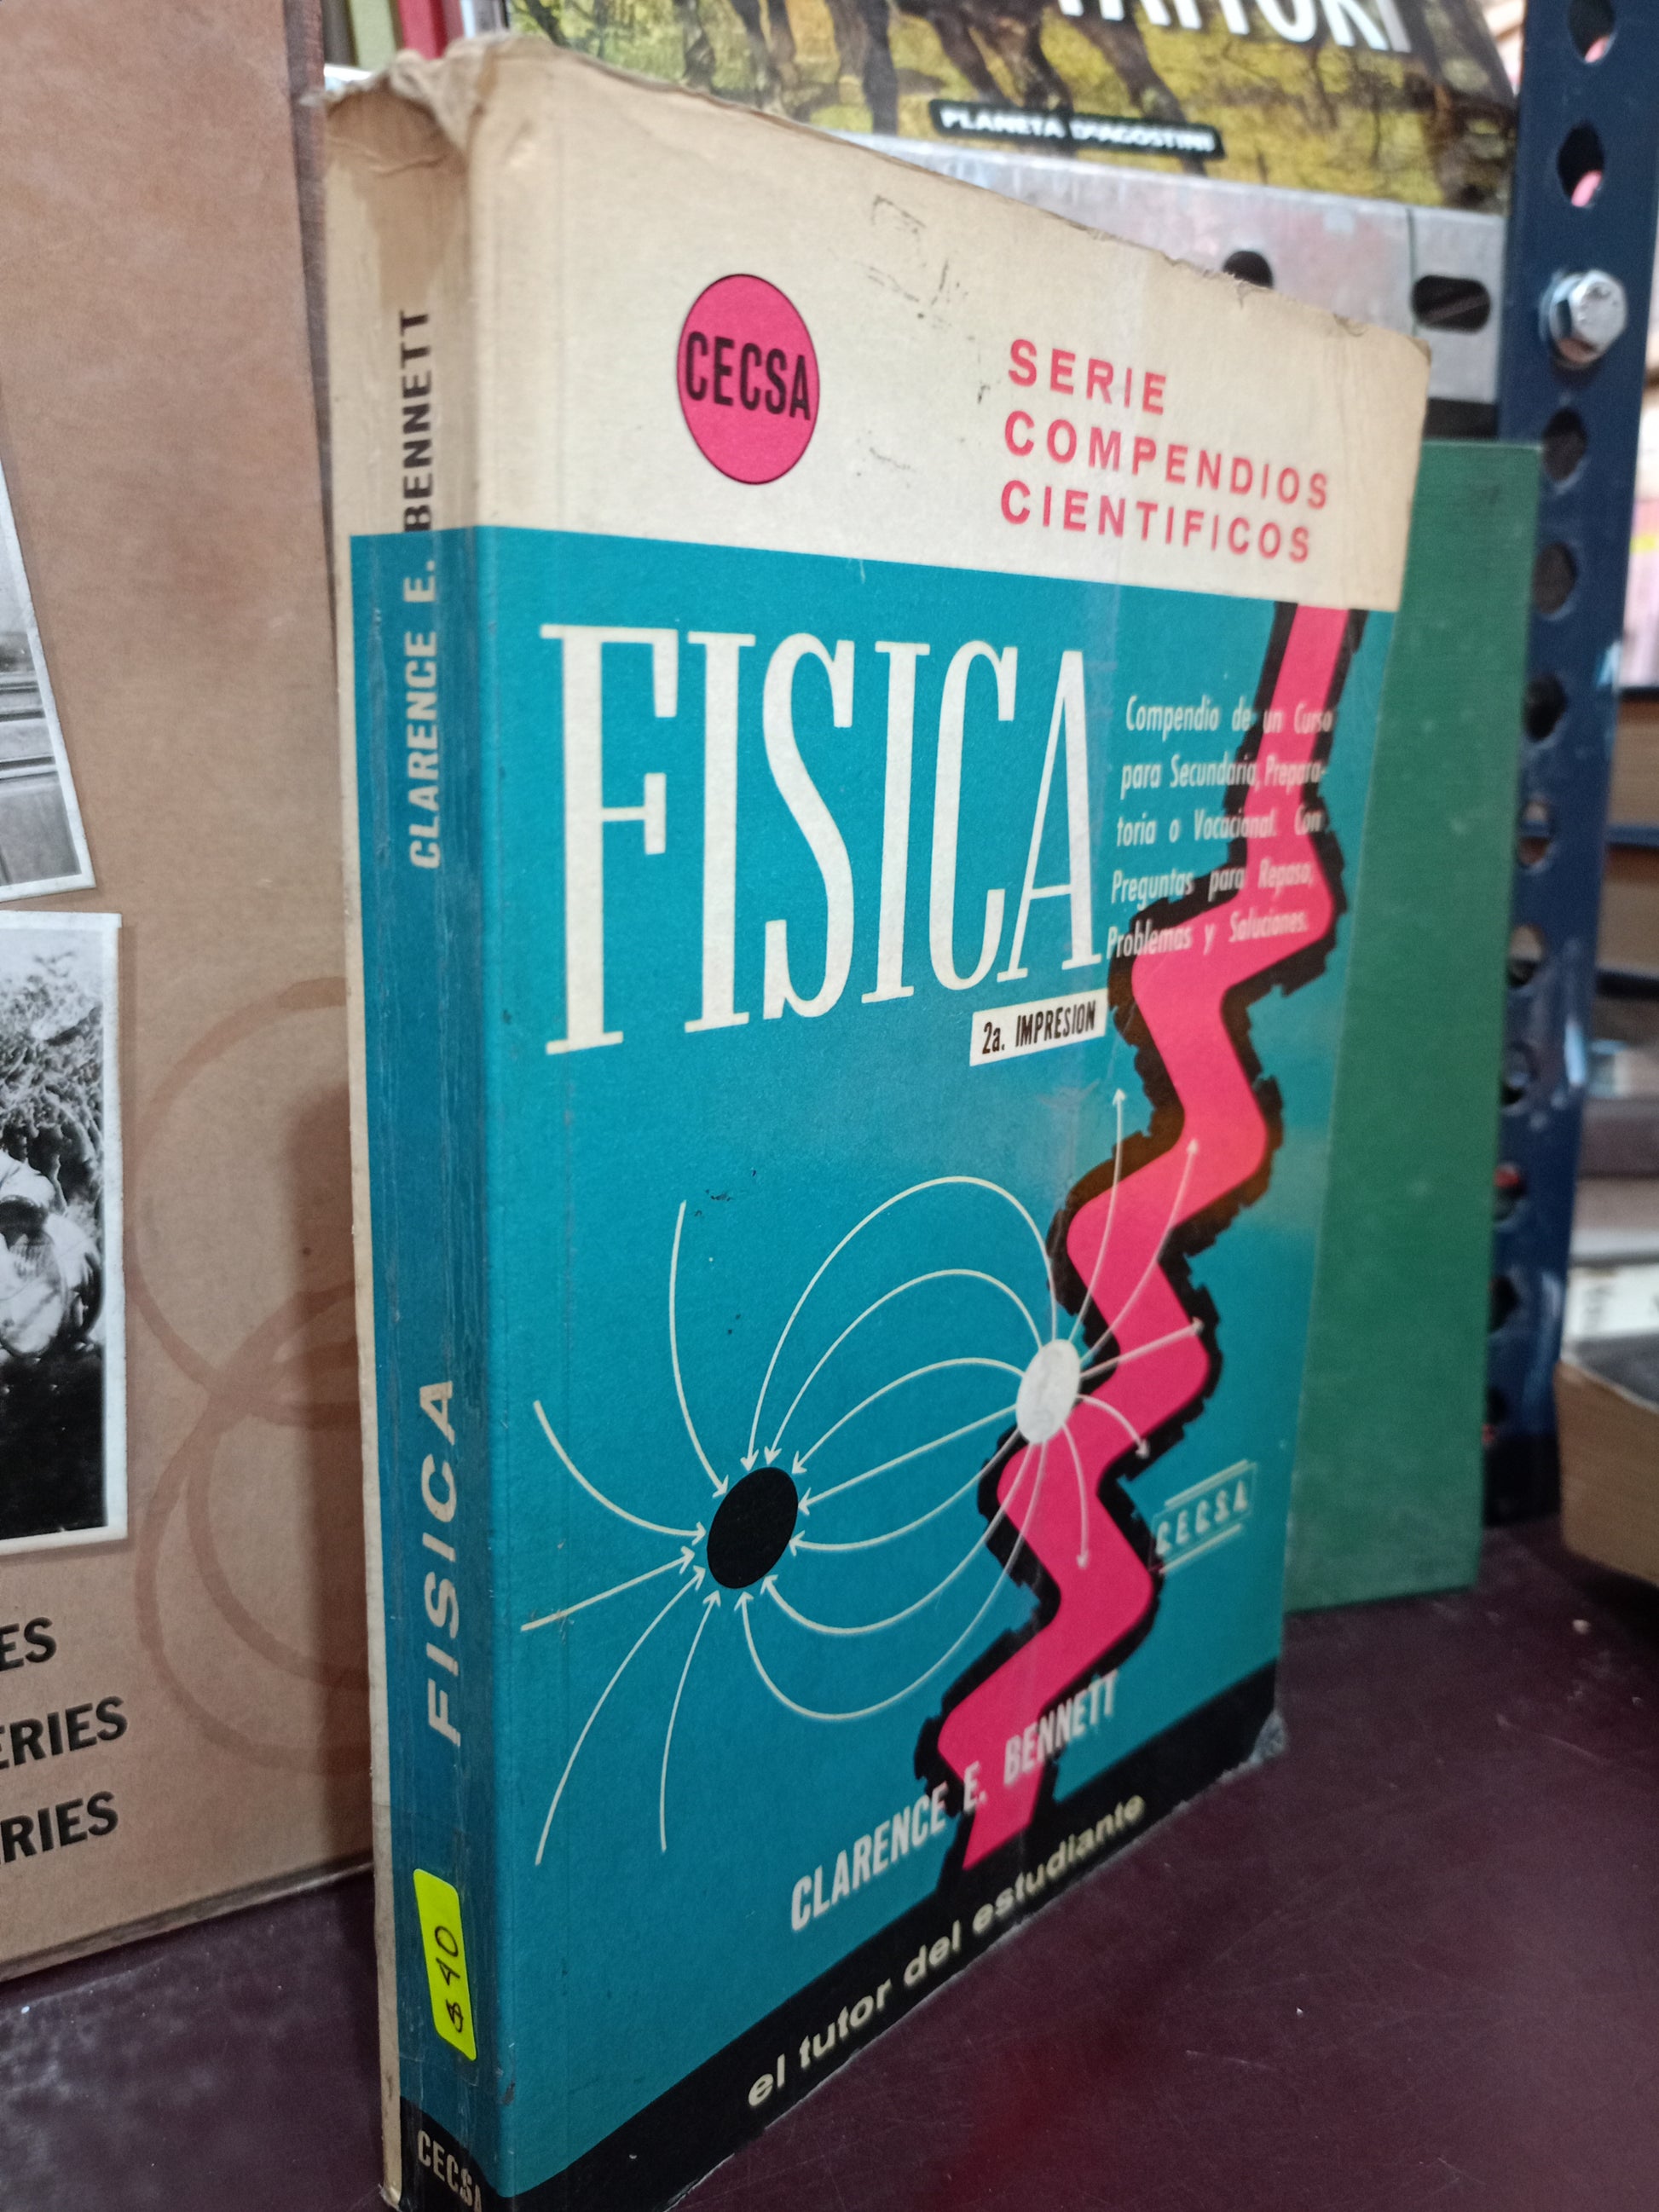 PLANETA DEAGOSTINI
CECSA
SERIE
COMPENDIOS
CIENTIFICOS
FISICA
Compendio de un Curso
para Secundaria, Prepara-
toria o Vocacional. Con
Preguntas para Repaso,
Problemas y Soluciones.
2a. IMPRESION
CECSA
CLARENCE E. BENNETT
el tutor del estudiante
CLARENCE E. BENNETT
FISICA
$40
CECSA
ES
ERIES
RIES